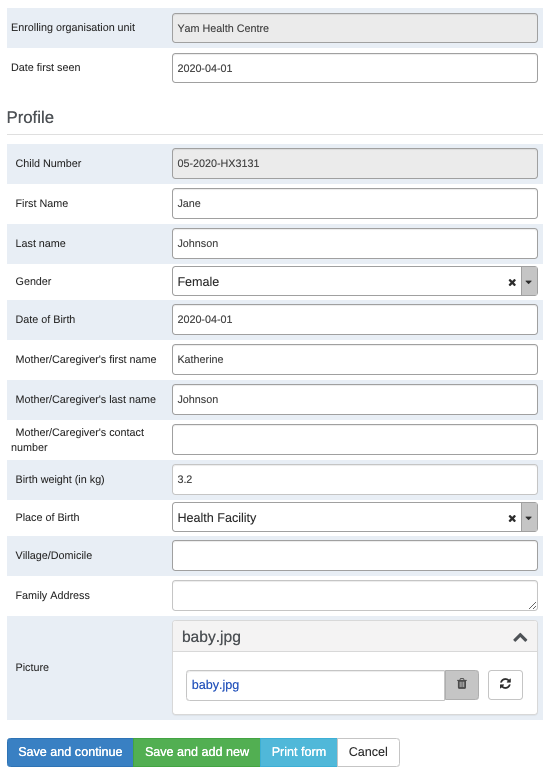 Enrolling organisation unit Yam Health Centre
Date first seen 2020-04-01
Profile
Child Number 05-2020-HX3131
First Name Jane
Last name Johnson
Gender Female
Date of Birth 2020-04-01
Mother/Caregiver's first name Katherine
Mother/Caregiver's last name Johnson
Mother/Caregiver's contact
number
Birth weight (in kg) 3.2
Place of Birth Health Facility
Village/Domicile
Family Address
baby.jpg
Picture
baby.jpg
Save and continue Save and add new Print form Cancel